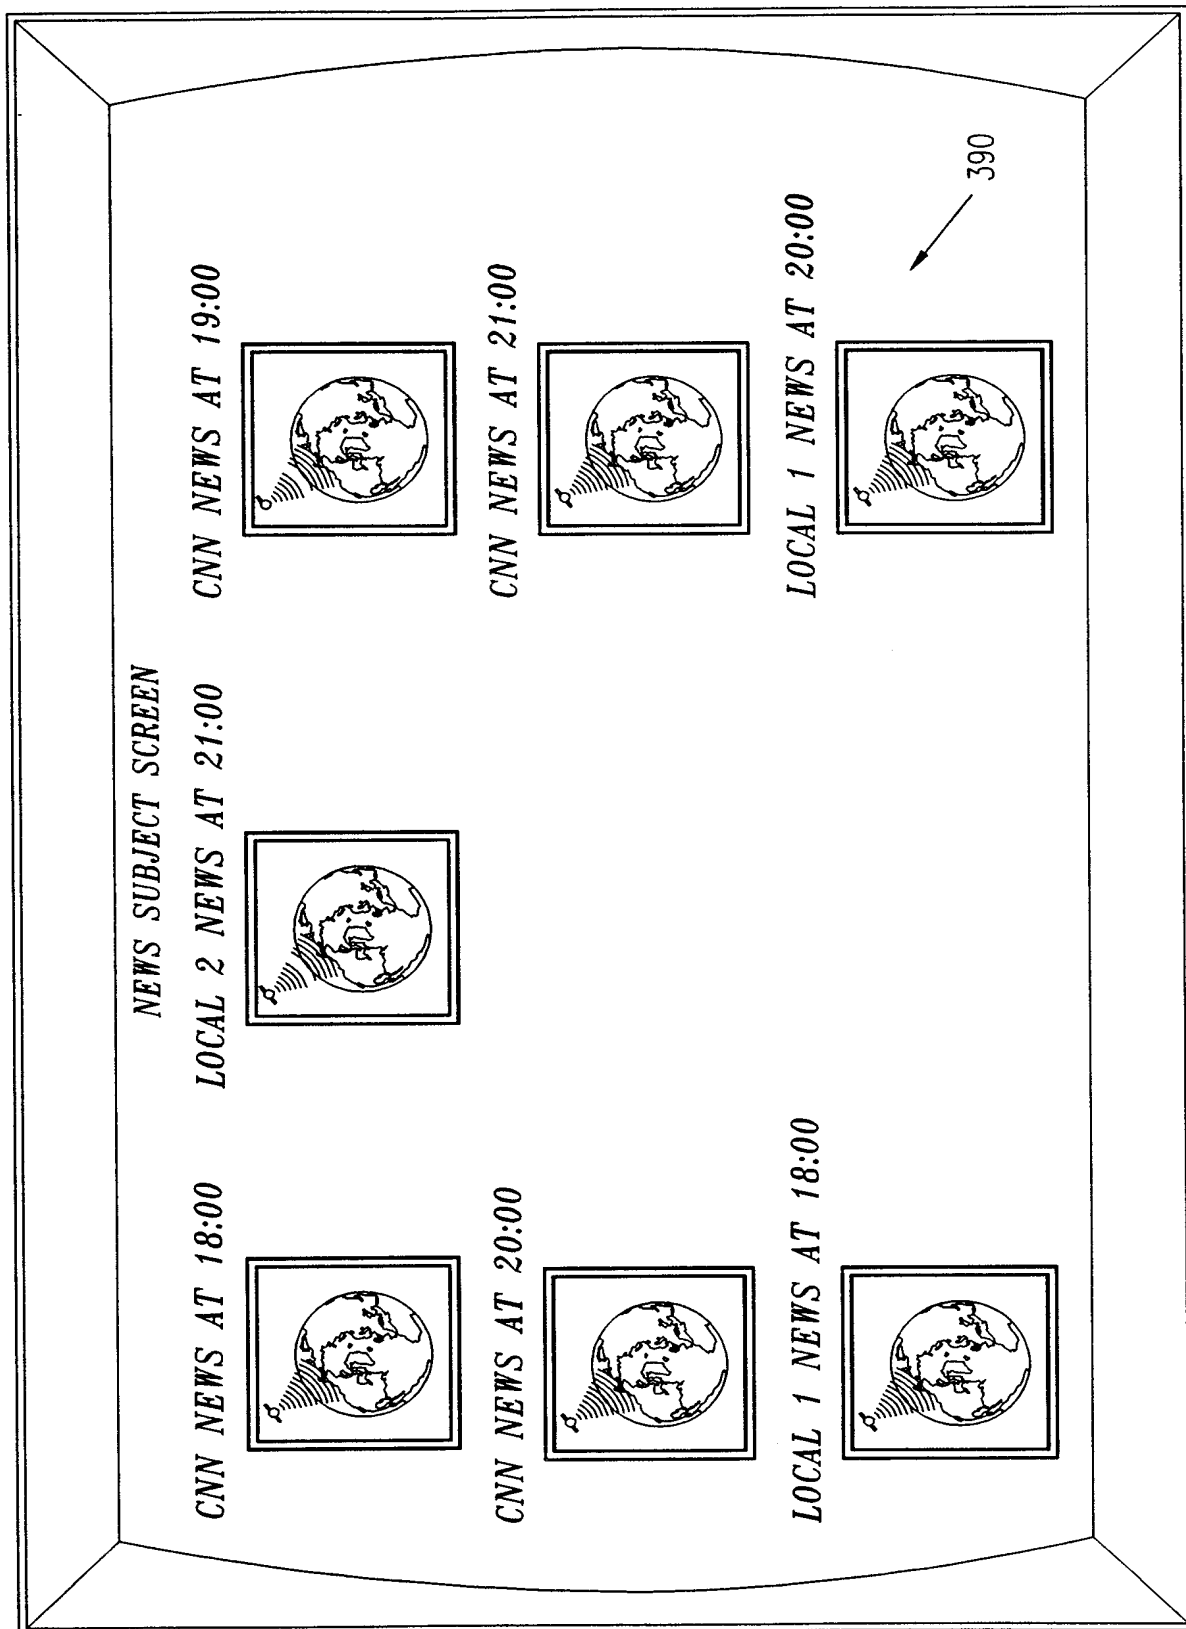 NEWS SUBJECT SCREEN
CNN NEWS AT 18:00
LOCAL 2 NEWS AT 21:00
CNN NEWS AT 19:00
CNN NEWS AT 20:00
CNN NEWS AT 21:00
LOCAL 1 NEWS AT 18:00
LOCAL 1 NEWS AT 20:00
390